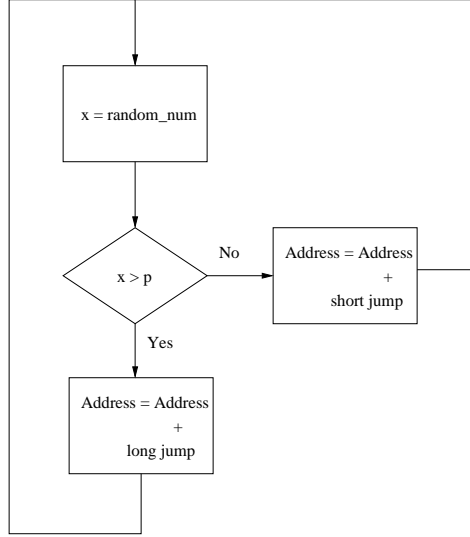 x = random_num
x > p
No
Address = Address
+
short jump
Yes
Address = Address
+
long jump